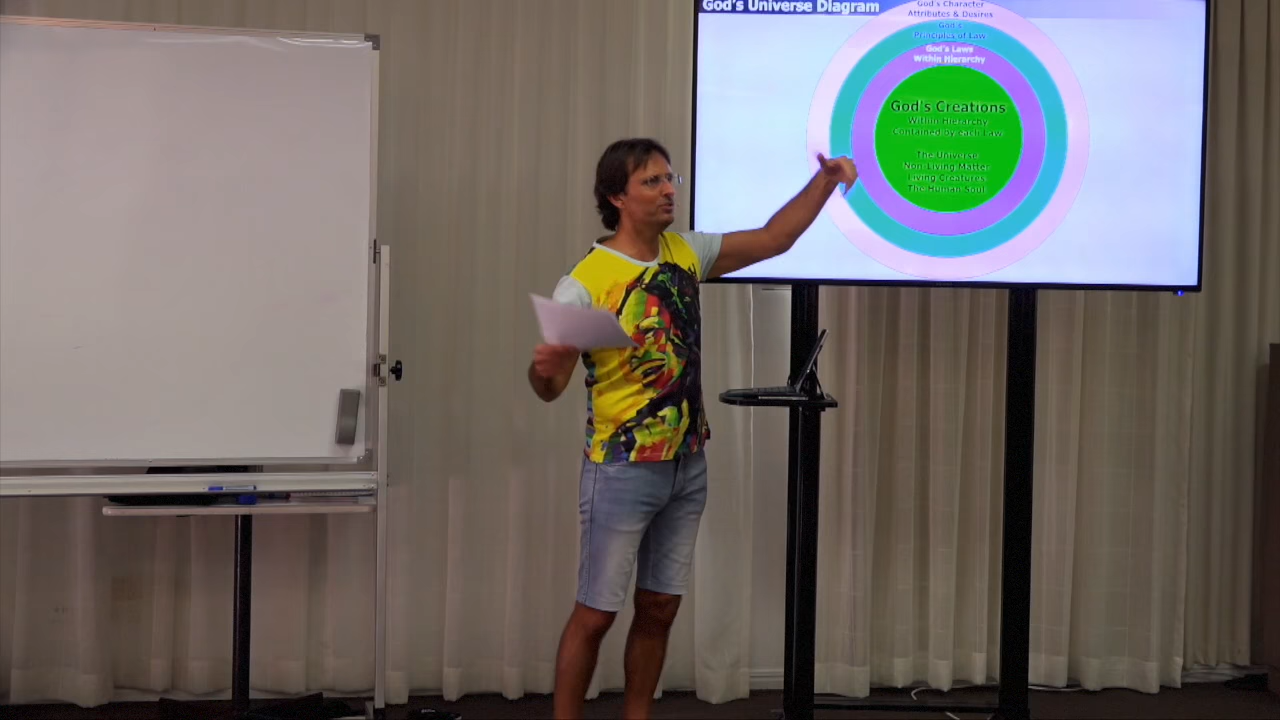 God's Universe Diagram
God's Character
Attributes & Desires
God's
Principles of Law
God's Laws
Within Hierarchy
God's Creations
Within Hierarchy
Contained by each Law
The Universe
Non-Living Matter
Living Creatures
The Human Soul